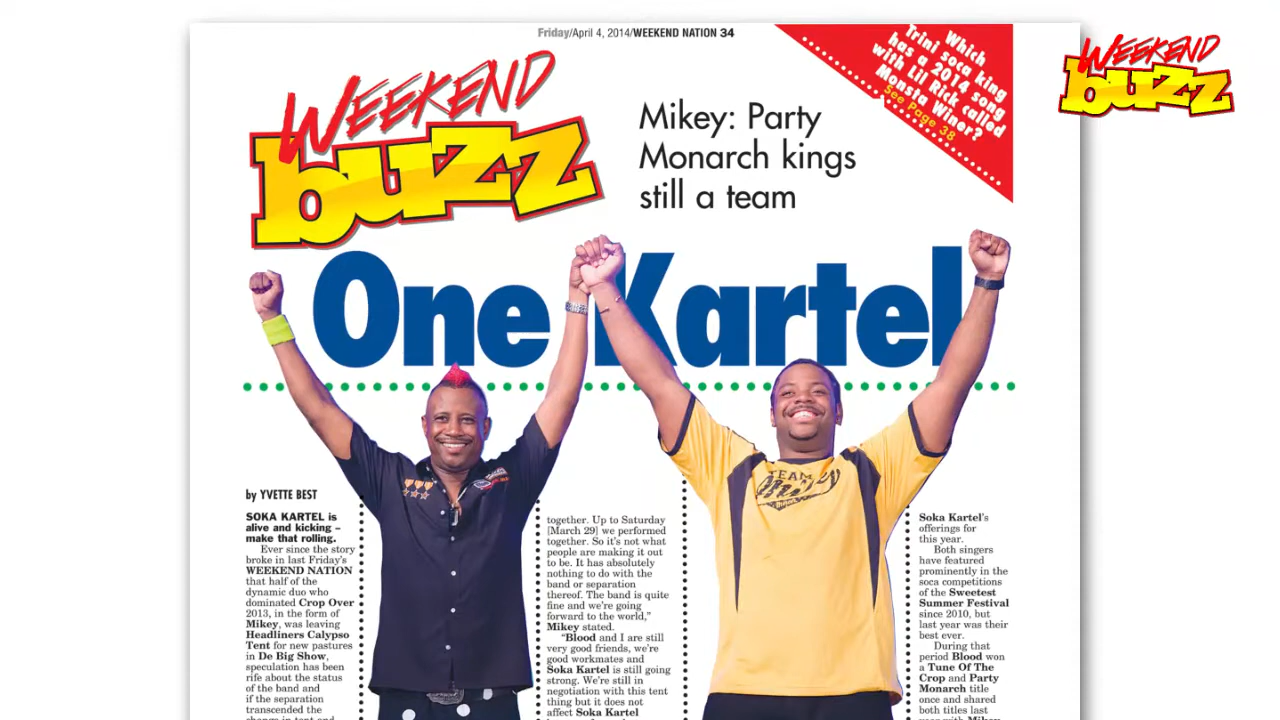 Friday/April 4, 2014/WEEKEND NATION 34
WEEKEND
buzz
Mikey: Party
Monarch kings
still a team
Which
Trini soca king
has a 2014 song
with Lil Rick called
Monsta Winer?
See Page 38
WEEKEND
buzz
One Kartel
by YVETTE BEST
SOKA KARTEL is
alive and kicking –
make that rolling.
Ever since the story
broke in last Friday's
WEEKEND NATION
that half of the
dynamic duo who
dominated Crop Over
2013, in the form of
Mikey, was leaving
Headliners Calypso
Tent for new pastures
in De Big Show,
speculation has been
rife about the status
of the band and
if the separation
transcended the
change in tent and
together. Up to Saturday
[March 29] we performed
together. So it's not what
people are making it out
to be. It has absolutely
nothing to do with the
band or separation
thereof. The band is quite
fine and we're going
forward to the world,"
Mikey stated.
"Blood and I are still
very good friends, we're
good workmates and
Soka Kartel is still going
strong. We're still in
negotiation with this tent
thing but it does not
affect Soka Kartel
Soka Kartel's
offerings for
this year.
Both singers
have featured
prominently in the
soca competitions
of the Sweetest
Summer Festival
since 2010, but
last year was their
best ever.
During that
period Blood won
a Tune Of The
Crop and Party
Monarch title
once and shared
both titles last
year with Mikey
TEAM